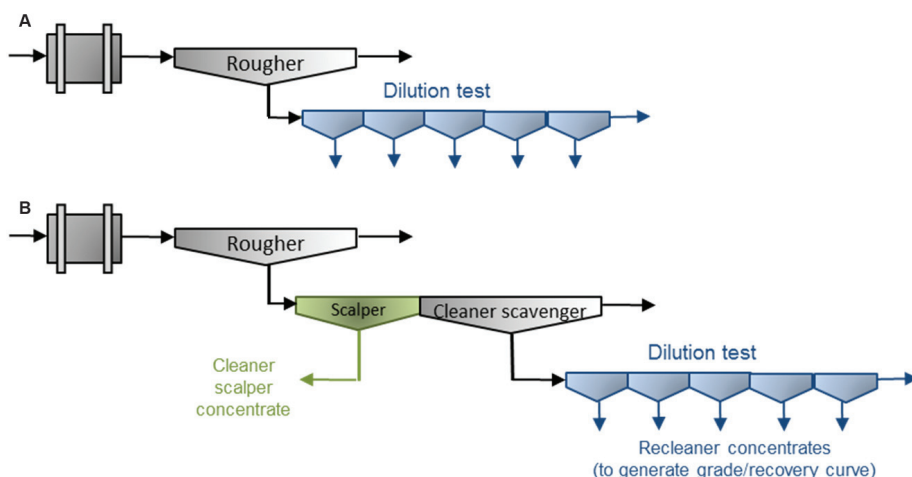 A
Rougher
Dilution test
B
Rougher
Scalper
Cleaner scavenger
Cleaner
scalper
concentrate
Dilution test
Recleaner concentrates
(to generate grade/recovery curve)